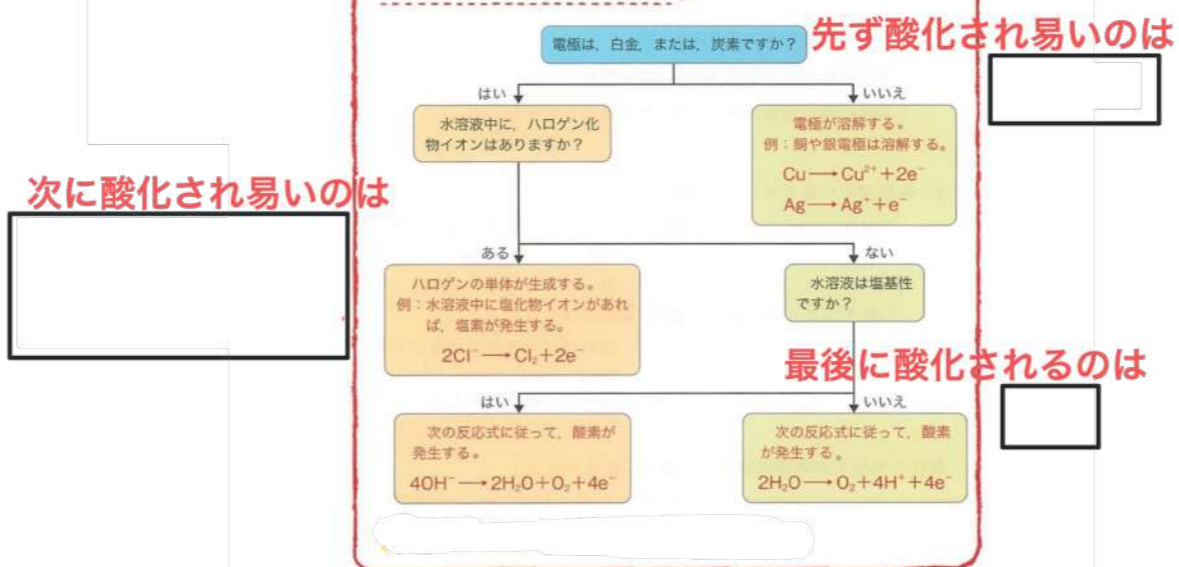 先ず酸化され易いのは
電極は、白金、または、炭素ですか？
はい
いいえ
水溶液中に、ハロゲン化
物イオンはありますか？
電極が溶解する。
例：銅や銀電極は溶解する。
Cu→Cu²⁺+2e⁻
Ag→Ag⁺+e⁻
次に酸化され易いのは
ある
ない
ハロゲンの単体が生成する。
例：水溶液中に塩化物イオンがあれ
ば、塩素が発生する。
2Cl⁻→Cl₂+2e⁻
水溶液は塩基性
ですか？
最後に酸化されるのは
はい
いいえ
次の反応式に従って、酸素が
発生する。
4OH⁻→2H₂O+O₂+4e⁻
次の反応式に従って、酸素
が発生する。
2H₂O→O₂+4H⁺+4e⁻